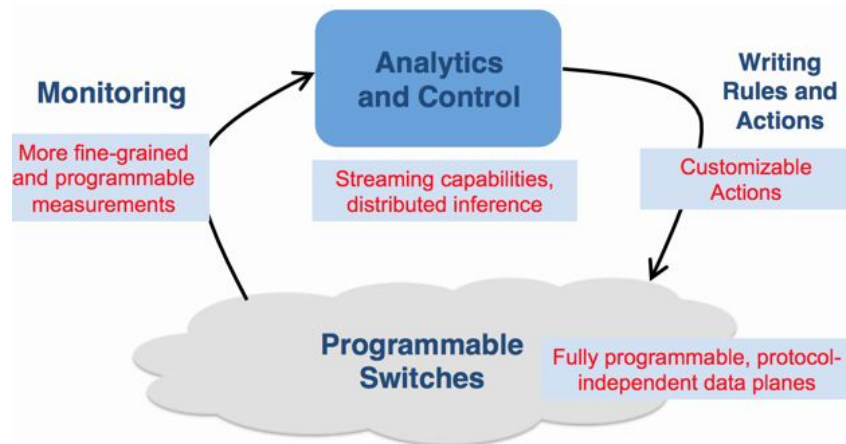 Analytics
and Control
Monitoring
Writing
Rules and
Actions
More fine-grained
and programmable
measurements
Streaming capabilities,
distributed inference
Customizable
Actions
Programmable
Switches
Fully programmable, protocol-
independent data planes